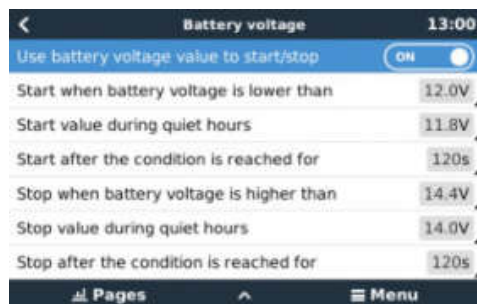 Battery voltage 13:00
Use battery voltage value to start/stop ON
Start when battery voltage is lower than 12.0V
Start value during quiet hours 11.8V
Start after the condition is reached for 120s
Stop when battery voltage is higher than 14.4V
Stop value during quiet hours 14.0V
Stop after the condition is reached for 120s
Pages Menu